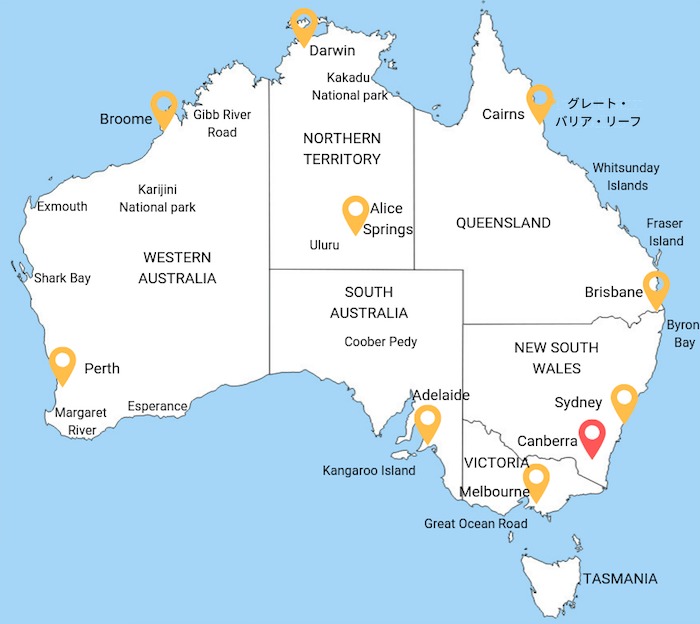 Darwin
Kakadu
National park
Broome
Gibb River
Road
Cairns
グレート・
バリア・リーフ
NORTHERN
TERRITORY
Whitsunday
Islands
Karijini
National park
Exmouth
Alice
Springs
QUEENSLAND
Fraser
Island
Uluru
WESTERN
AUSTRALIA
Shark Bay
SOUTH
AUSTRALIA
Brisbane
Byron
Bay
Coober Pedy
NEW SOUTH
WALES
Perth
Adelaide
Sydney
Margaret
River
Esperance
Canberra
Kangaroo Island
VICTORIA
Melbourne
Great Ocean Road
TASMANIA